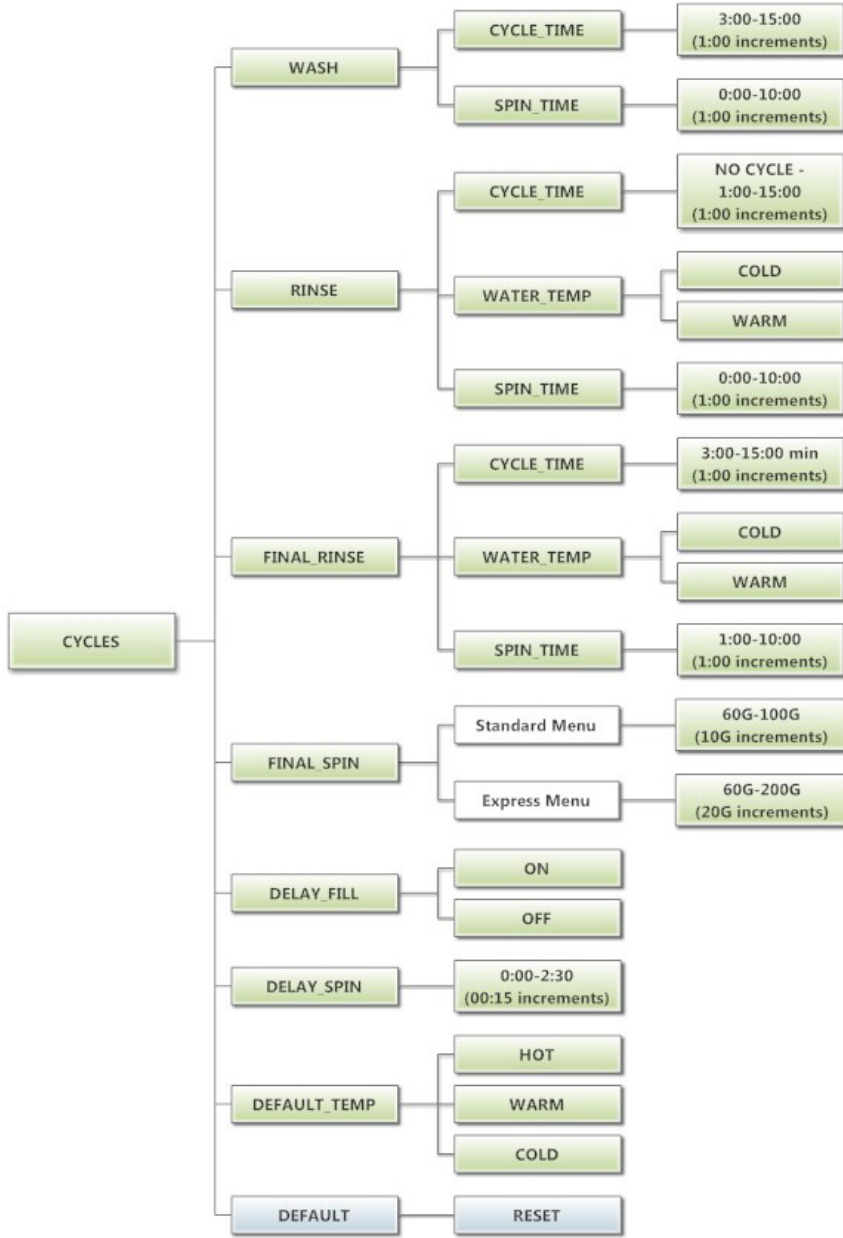 CYCLES
WASH
CYCLE_TIME
3:00-15:00
(1:00 increments)
SPIN_TIME
0:00-10:00
(1:00 increments)
RINSE
CYCLE_TIME
NO CYCLE -
1:00-15:00
(1:00 increments)
WATER_TEMP
COLD
WARM
SPIN_TIME
0:00-10:00
(1:00 increments)
FINAL_RINSE
CYCLE_TIME
3:00-15:00 min
(1:00 increments)
WATER_TEMP
COLD
WARM
SPIN_TIME
1:00-10:00
(1:00 increments)
FINAL_SPIN
Standard Menu
60G-100G
(10G increments)
Express Menu
60G-200G
(20G increments)
DELAY_FILL
ON
OFF
DELAY_SPIN
0:00-2:30
(00:15 increments)
DEFAULT_TEMP
HOT
WARM
COLD
DEFAULT
RESET